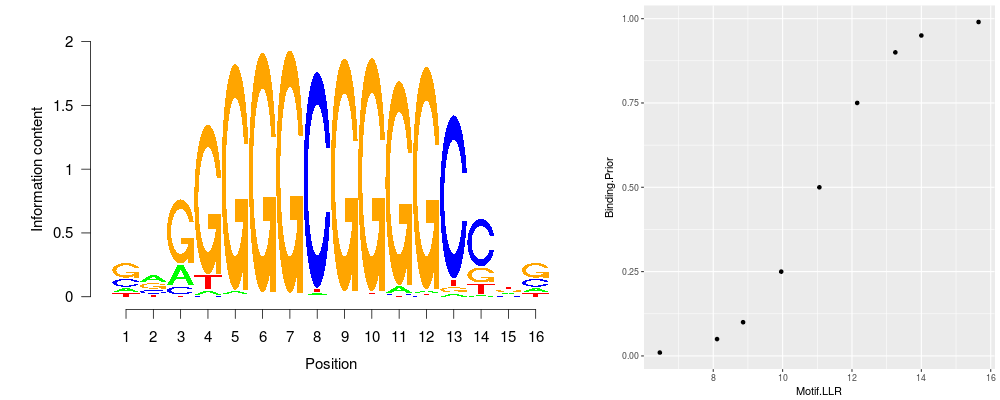 2
1.5
1
0.5
0
Information content
G C A T A G C G A C G T G G G C G G G G C C G T G C A T
1 2 3 4 5 6 7 8 9 10 11 12 13 14 15 16
Position
1.00
0.75
0.50
0.25
0.00
Binding.Prior
8 10 12 14 16
Motif.LLR